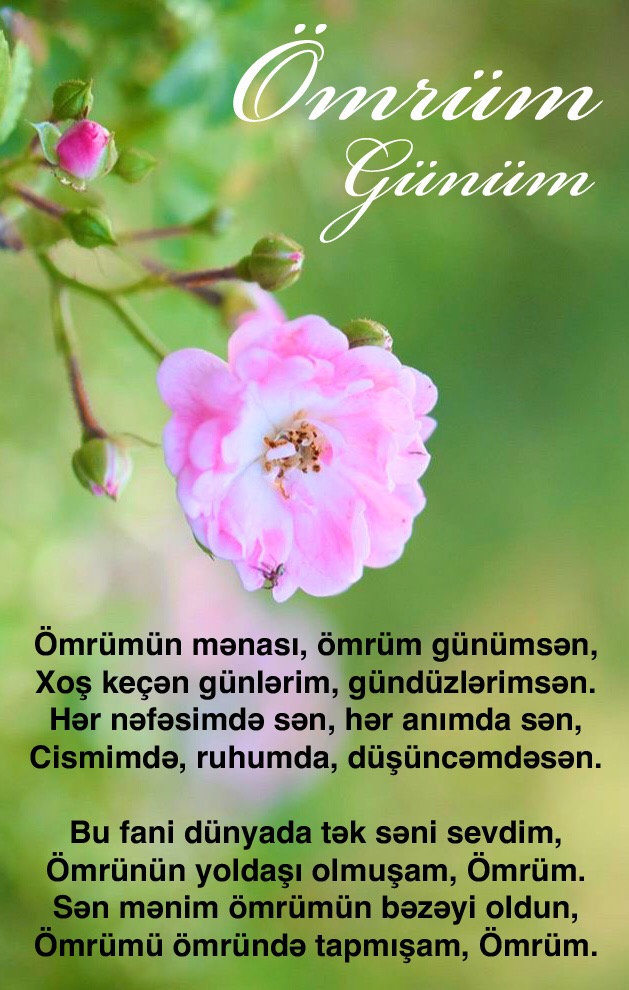 Ömrüm
Günüm
Ömrümün mənası, ömrüm günümsən,
Xoş keçən günlərim, gündüzlərimsən.
Hər nəfəsimdə sən, hər anımda sən,
Cismimdə, ruhumda, düşüncəmdəsən.
Bu fani dünyada tək səni sevdim,
Ömrünün yoldaşı olmuşam, Ömrüm.
Sən mənim ömrümün bəzəyi oldun,
Ömrümü ömründə tapmışam, Ömrüm.